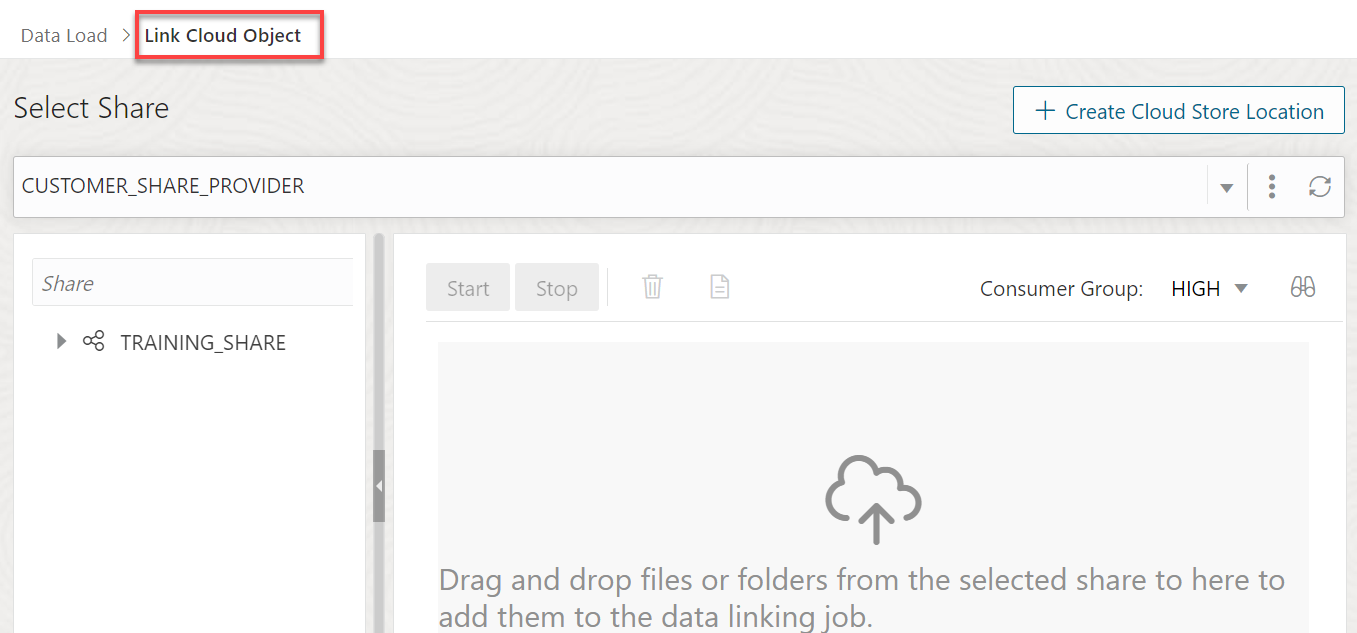 Data Load > Link Cloud Object
Select Share
+ Create Cloud Store Location
CUSTOMER_SHARE_PROVIDER
Share
TRAINING_SHARE
Start Stop Consumer Group: HIGH
Drag and drop files or folders from the selected share to here to
add them to the data linking job.